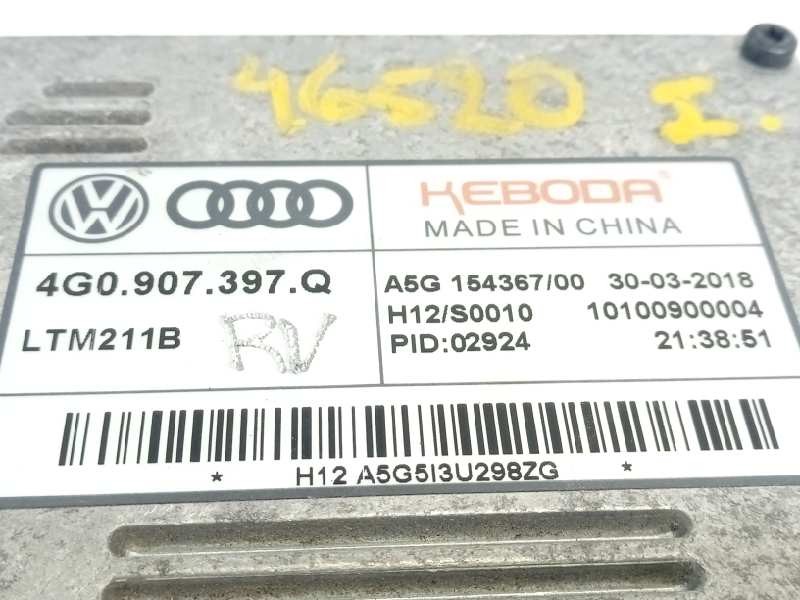 46520 I.
KEBODA
MADE IN CHINA
4G0.907.397.Q
LTM211B
RV
A5G 154367/00 30-03-2018
H12/S0010 10100900004
PID:02924 21:38:51
* H12 A5G5I3U298ZG *